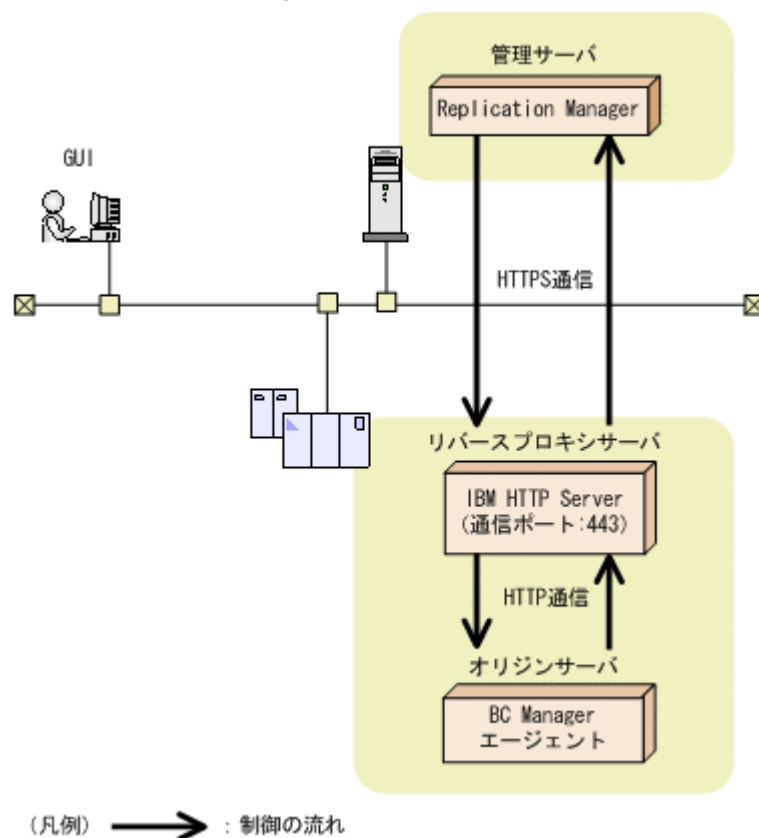 管理サーバ
Replication Manager
GUI
HTTPS通信
リバースプロキシサーバ
IBM HTTP Server
(通信ポート:443)
HTTP通信
オリジンサーバ
BC Manager
エージェント
(凡例) : 制御の流れ